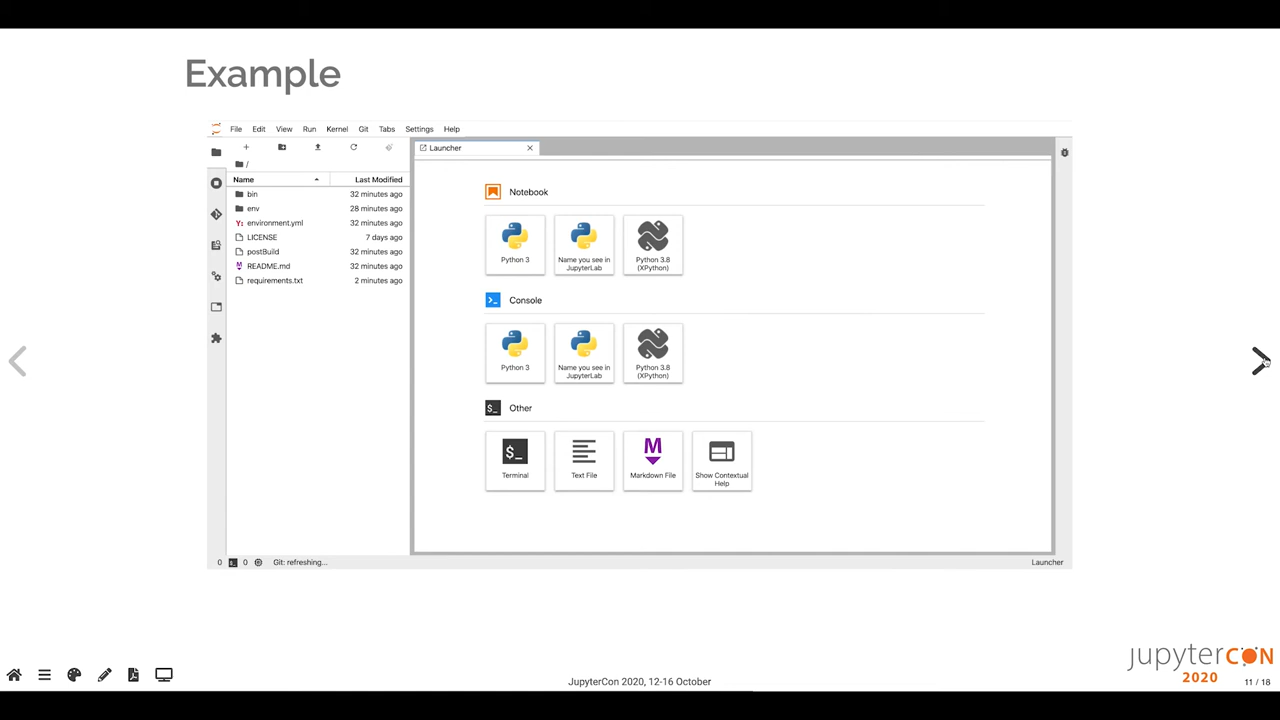 Example
File Edit View Run Kernel Git Tabs Settings Help
Launcher
/
Name Last Modified
bin 32 minutes ago
env 28 minutes ago
Y: environment.yml 32 minutes ago
LICENSE 7 days ago
postBuild 32 minutes ago
M README.md 32 minutes ago
requirements.txt 2 minutes ago
Notebook
Python 3
Name you see in
JupyterLab
Python 3.8
(XPython)
Console
Python 3
Name you see in
JupyterLab
Python 3.8
(XPython)
$_ Other
$_
Terminal
Text File
M
Markdown File
Show Contextual
Help
0 $_ 0 Git: refreshing... Launcher
jupyterCON
2020
JupyterCon 2020, 12-16 October
11 / 18